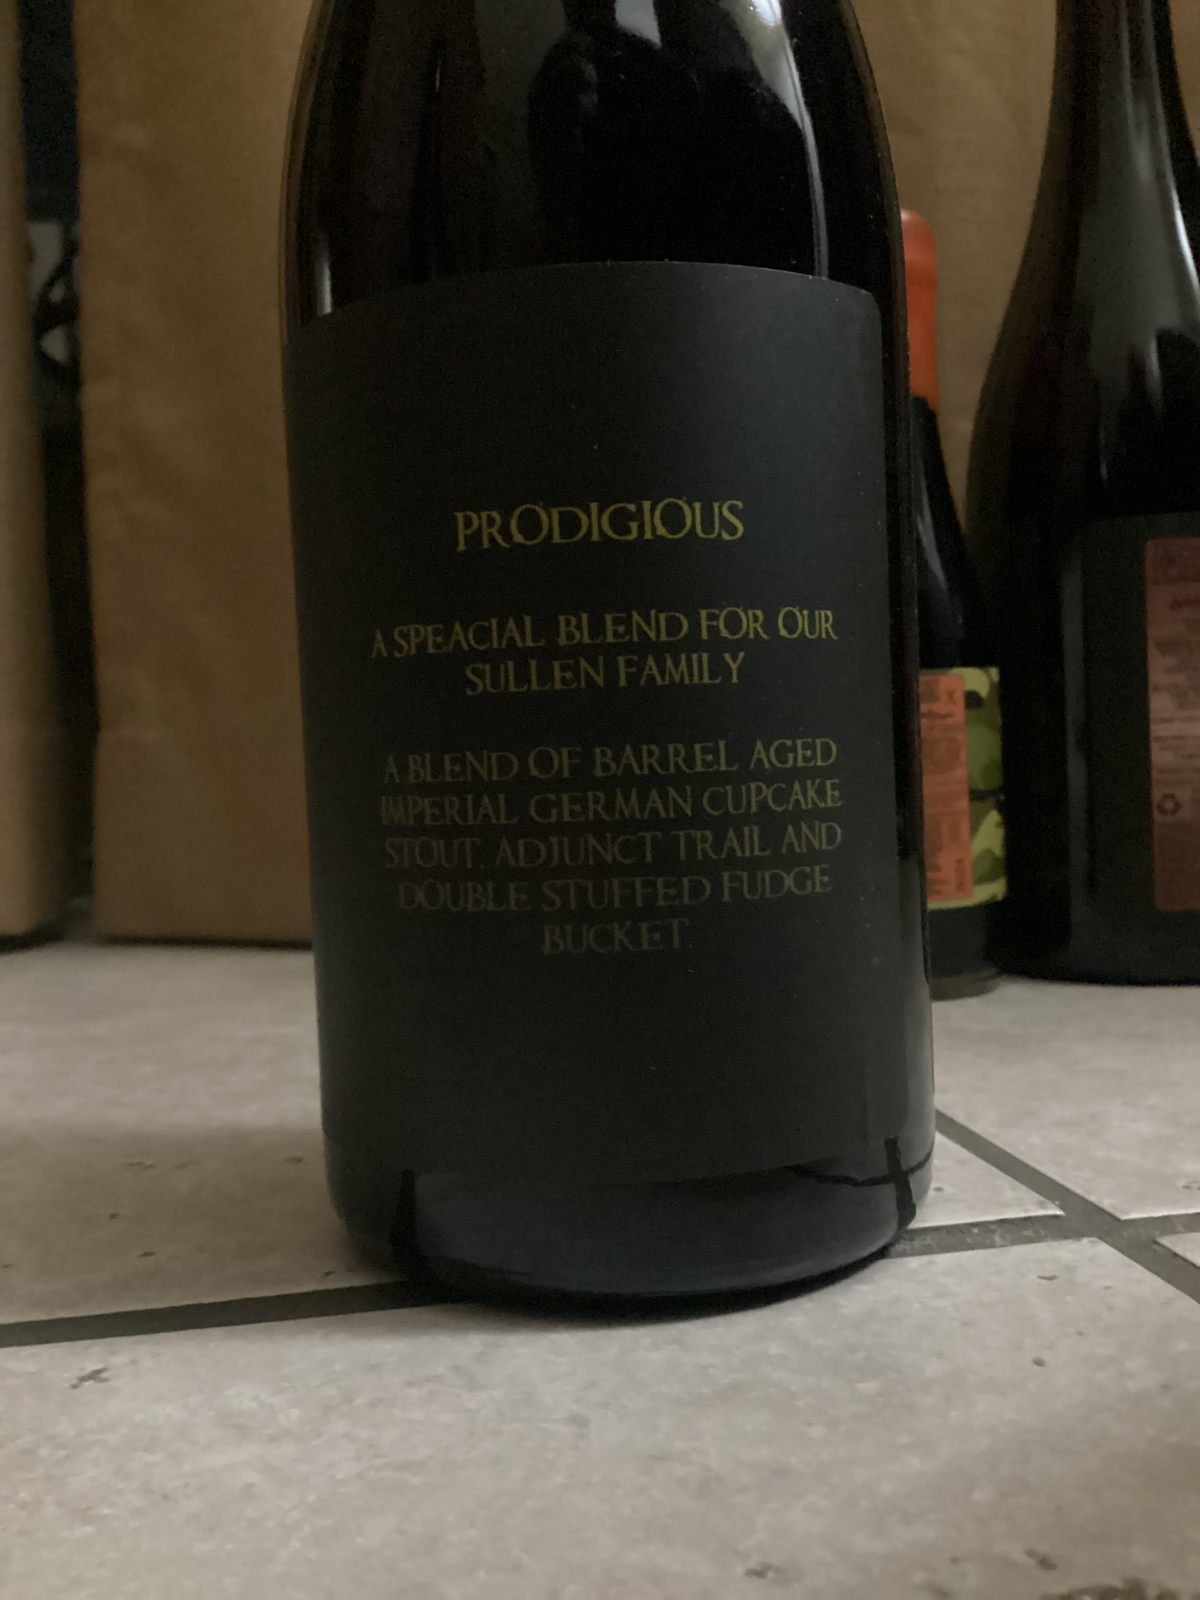 PRODIGIOUS
A SPEACIAL BLEND FOR OUR
SULLEN FAMILY
A BLEND OF BARREL AGED
IMPERIAL GERMAN CUPCAKE
STOUT, ADJUNCT TRAIL AND
DOUBLE STUFFED FUDGE
BUCKET.